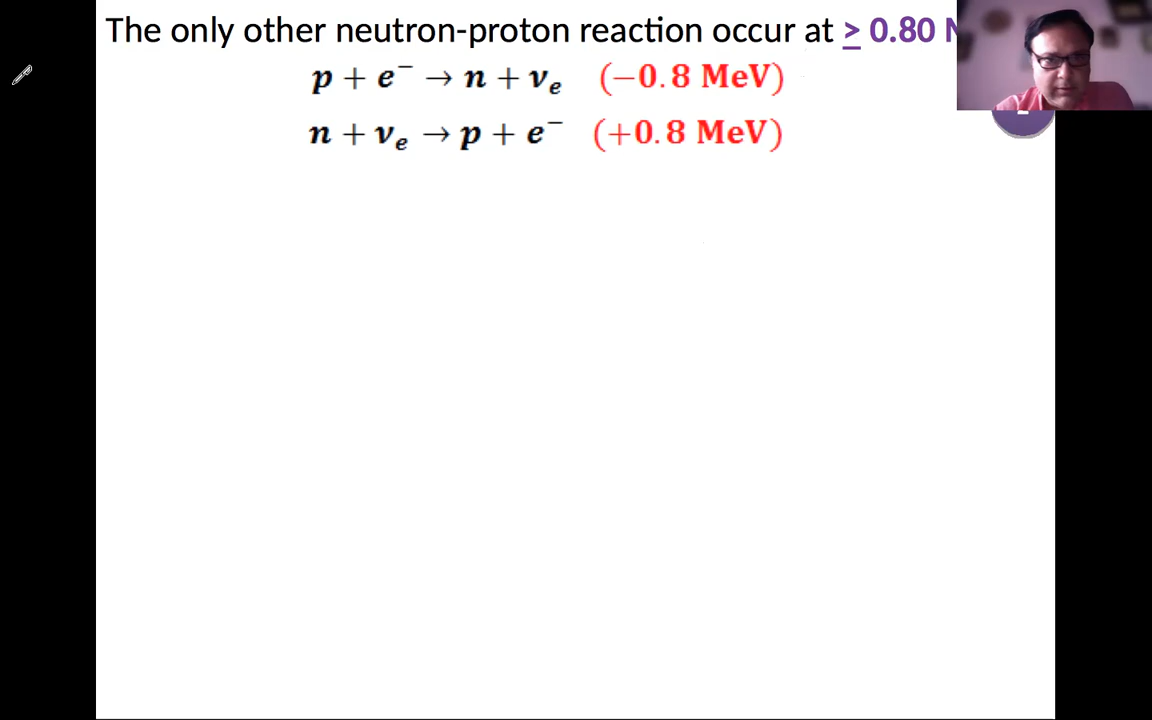 The only other neutron-proton reaction occur at ≥ 0.80
p + e⁻ → n + νₑ (−0.8 MeV)
n + νₑ → p + e⁻ (+0.8 MeV)